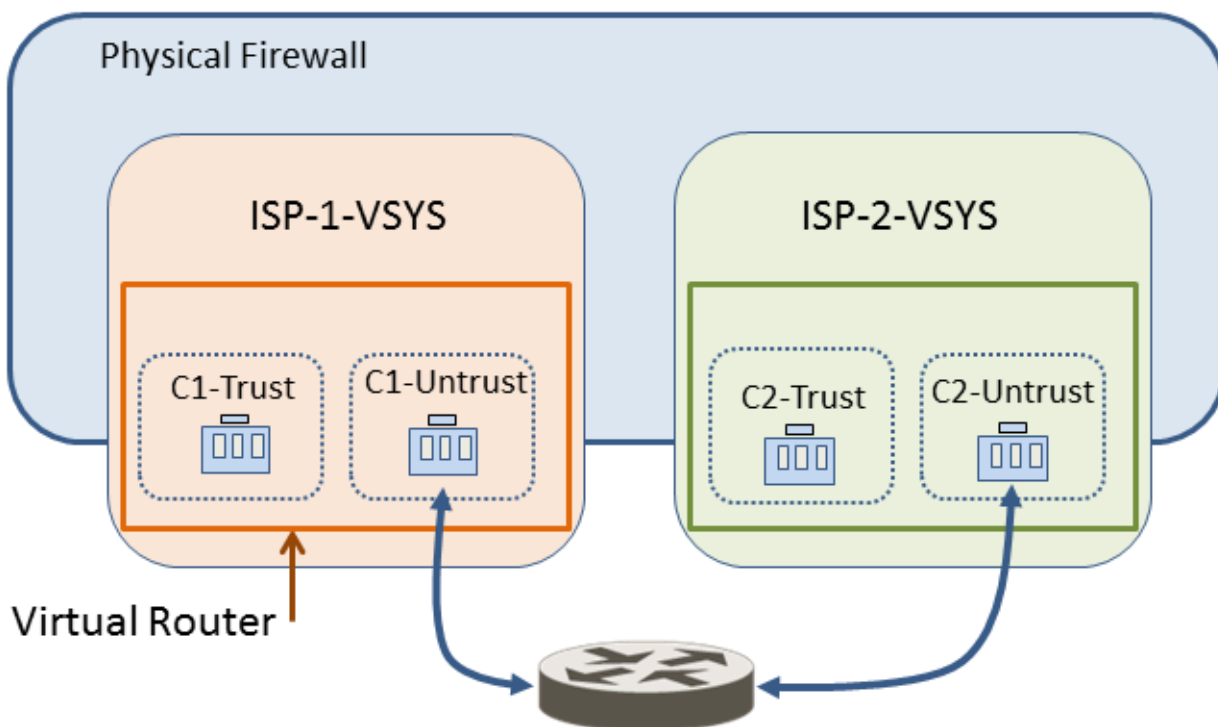 Physical Firewall
ISP-1-VSYS
ISP-2-VSYS
C1-Trust
C1-Untrust
C2-Trust
C2-Untrust
Virtual Router